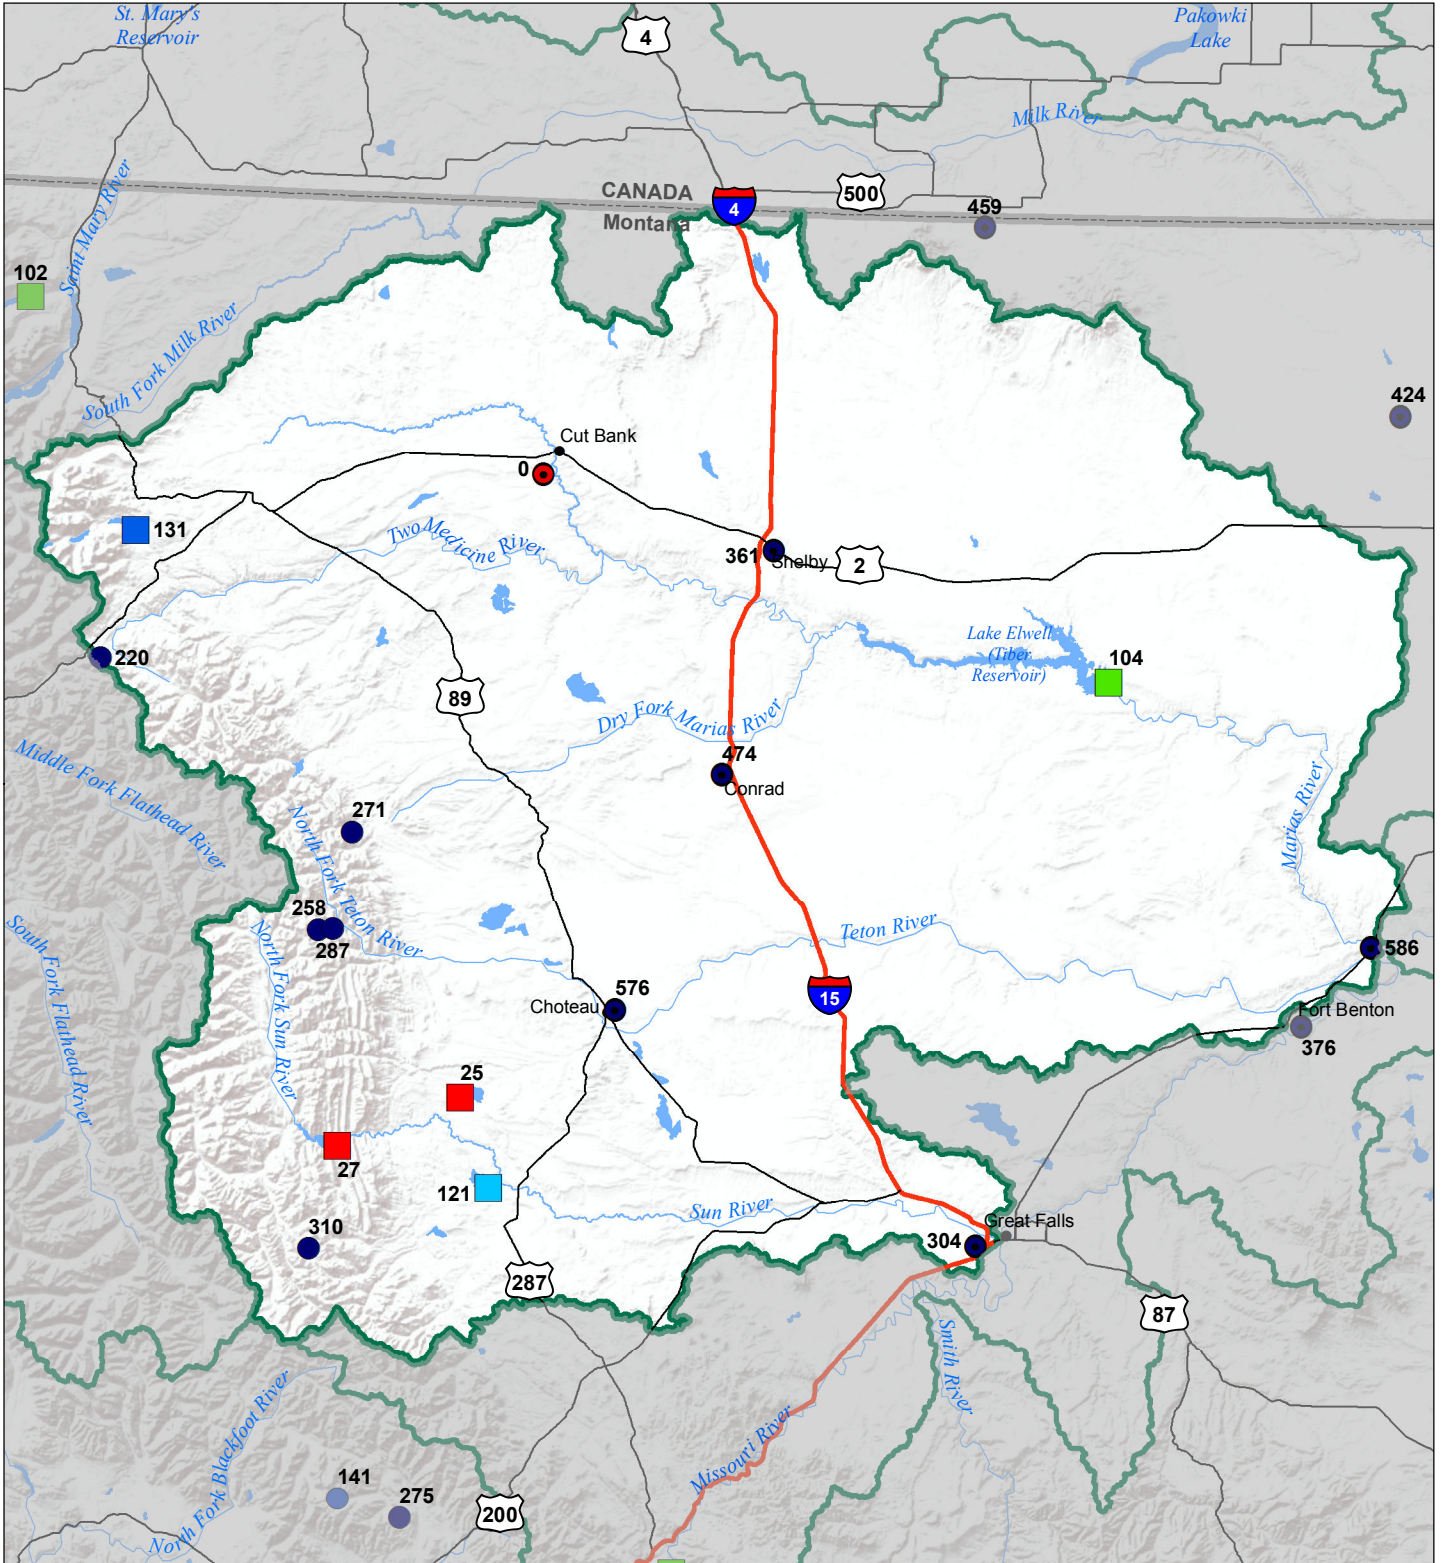 St. Mary's
Reservoir
4
Pakowki
Lake
Milk River
CANADA
Montana
4
500
459
Saint Mary River
102
South Fork Milk River
424
Cut Bank
0
131
Two Medicine River
361
Shelby
2
Lake Elwell
(Tiber
Reservoir)
104
220
89
Dry Fork Marias River
474
Conrad
Middle Fork Flathead River
Marias River
271
North Fork Teton River
258
287
North Fork Sun River
South Fork Flathead River
Teton River
586
15
576
Choteau
Fort Benton
376
25
27
121
Sun River
310
304
Great Falls
287
87
Smith River
Missouri River
North Fork Blackfoot River
141
275
200